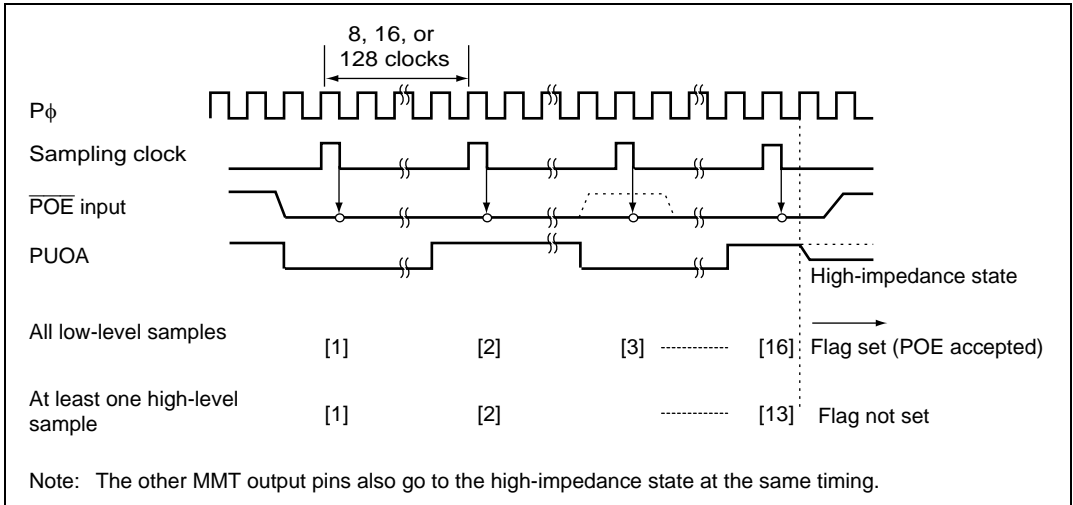 8, 16, or
128 clocks
Pϕ
Sampling clock
P̅O̅E̅ input
PUOA
High-impedance state
All low-level samples
[1] [2] [3] [16] Flag set (POE accepted)
At least one high-level
sample
[1] [2] [13] Flag not set
Note: The other MMT output pins also go to the high-impedance state at the same timing.